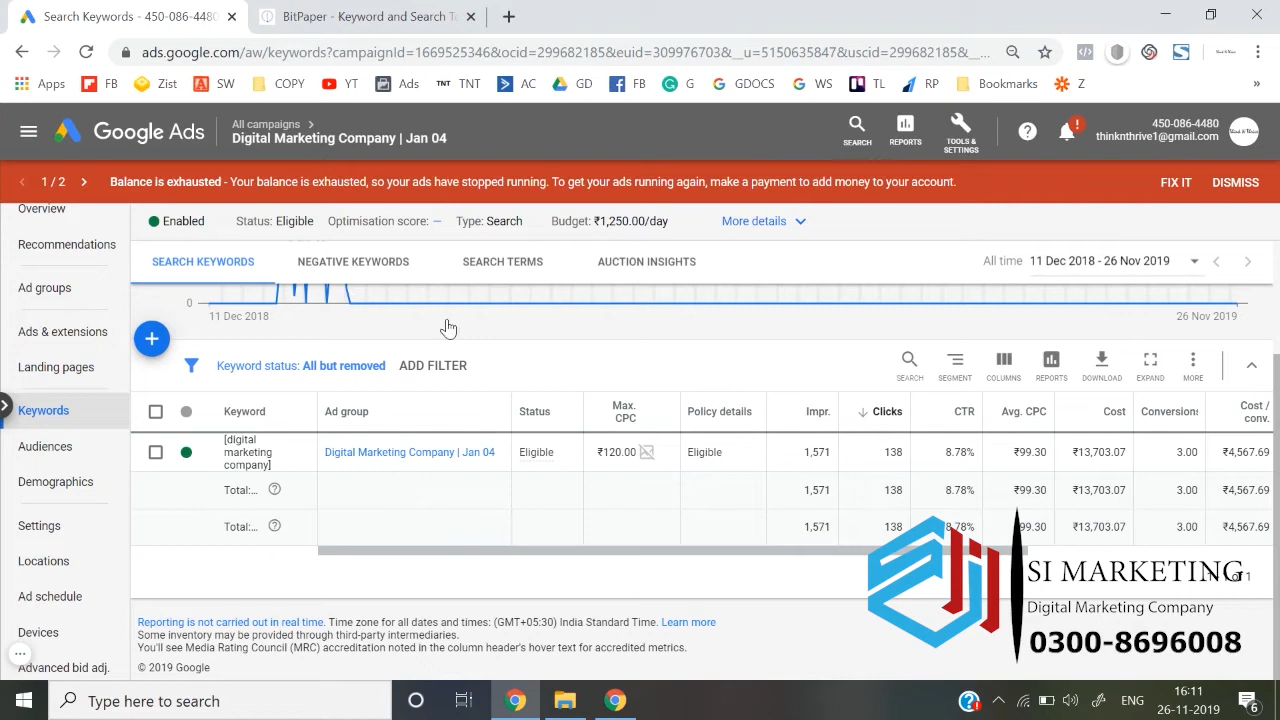 Search Keywords - 450-086-4480
BitPaper - Keyword and Search Te
ads.google.com/aw/keywords?campaignId=1669525346&ocid=299682185&euid=309976703&__u=5150635847&uscid=299682185&__...
Apps FB Zist SW COPY YT Ads TNT TNT AC GD FB G GDOCS WS TL RP Bookmarks Z »
Google Ads
All campaigns
Digital Marketing Company | Jan 04
SEARCH
REPORTS
TOOLS & SETTINGS
450-086-4480
thinknthrive1@gmail.com
1 / 2
Balance is exhausted - Your balance is exhausted, so your ads have stopped running. To get your ads running again, make a payment to add money to your account.
FIX IT DISMISS
Overview
Recommendations
Ad groups
Ads & extensions
Landing pages
Keywords
Audiences
Demographics
Settings
Locations
Ad schedule
Devices
Advanced bid adj.
Enabled Status: Eligible Optimisation score: – Type: Search Budget: ₹1,250.00/day More details
SEARCH KEYWORDS NEGATIVE KEYWORDS SEARCH TERMS AUCTION INSIGHTS All time 11 Dec 2018 - 26 Nov 2019
0
11 Dec 2018 26 Nov 2019
Keyword status: All but removed ADD FILTER
SEARCH SEGMENT COLUMNS REPORTS DOWNLOAD EXPAND MORE
Keyword Ad group Status Max. CPC Policy details Impr. Clicks CTR Avg. CPC Cost Conversions Cost / conv.
[digital marketing company] Digital Marketing Company | Jan 04 Eligible ₹120.00 Eligible 1,571 138 8.78% ₹99.30 ₹13,703.07 3.00 ₹4,567.69
Total:... 1,571 138 8.78% ₹99.30 ₹13,703.07 3.00 ₹4,567.69
Total:... 1,571 138 8.78% ₹99.30 ₹13,703.07 3.00 ₹4,567.69
SI MARKETING
Digital Marketing Company
0300-8696008
Reporting is not carried out in real time. Time zone for all dates and times: (GMT+05:30) India Standard Time. Learn more
Some inventory may be provided through third-party intermediaries.
You'll see Media Rating Council (MRC) accreditation noted in the column header's hover text for accredited metrics.
© 2019 Google
Type here to search
ENG
16:11
26-11-2019
6